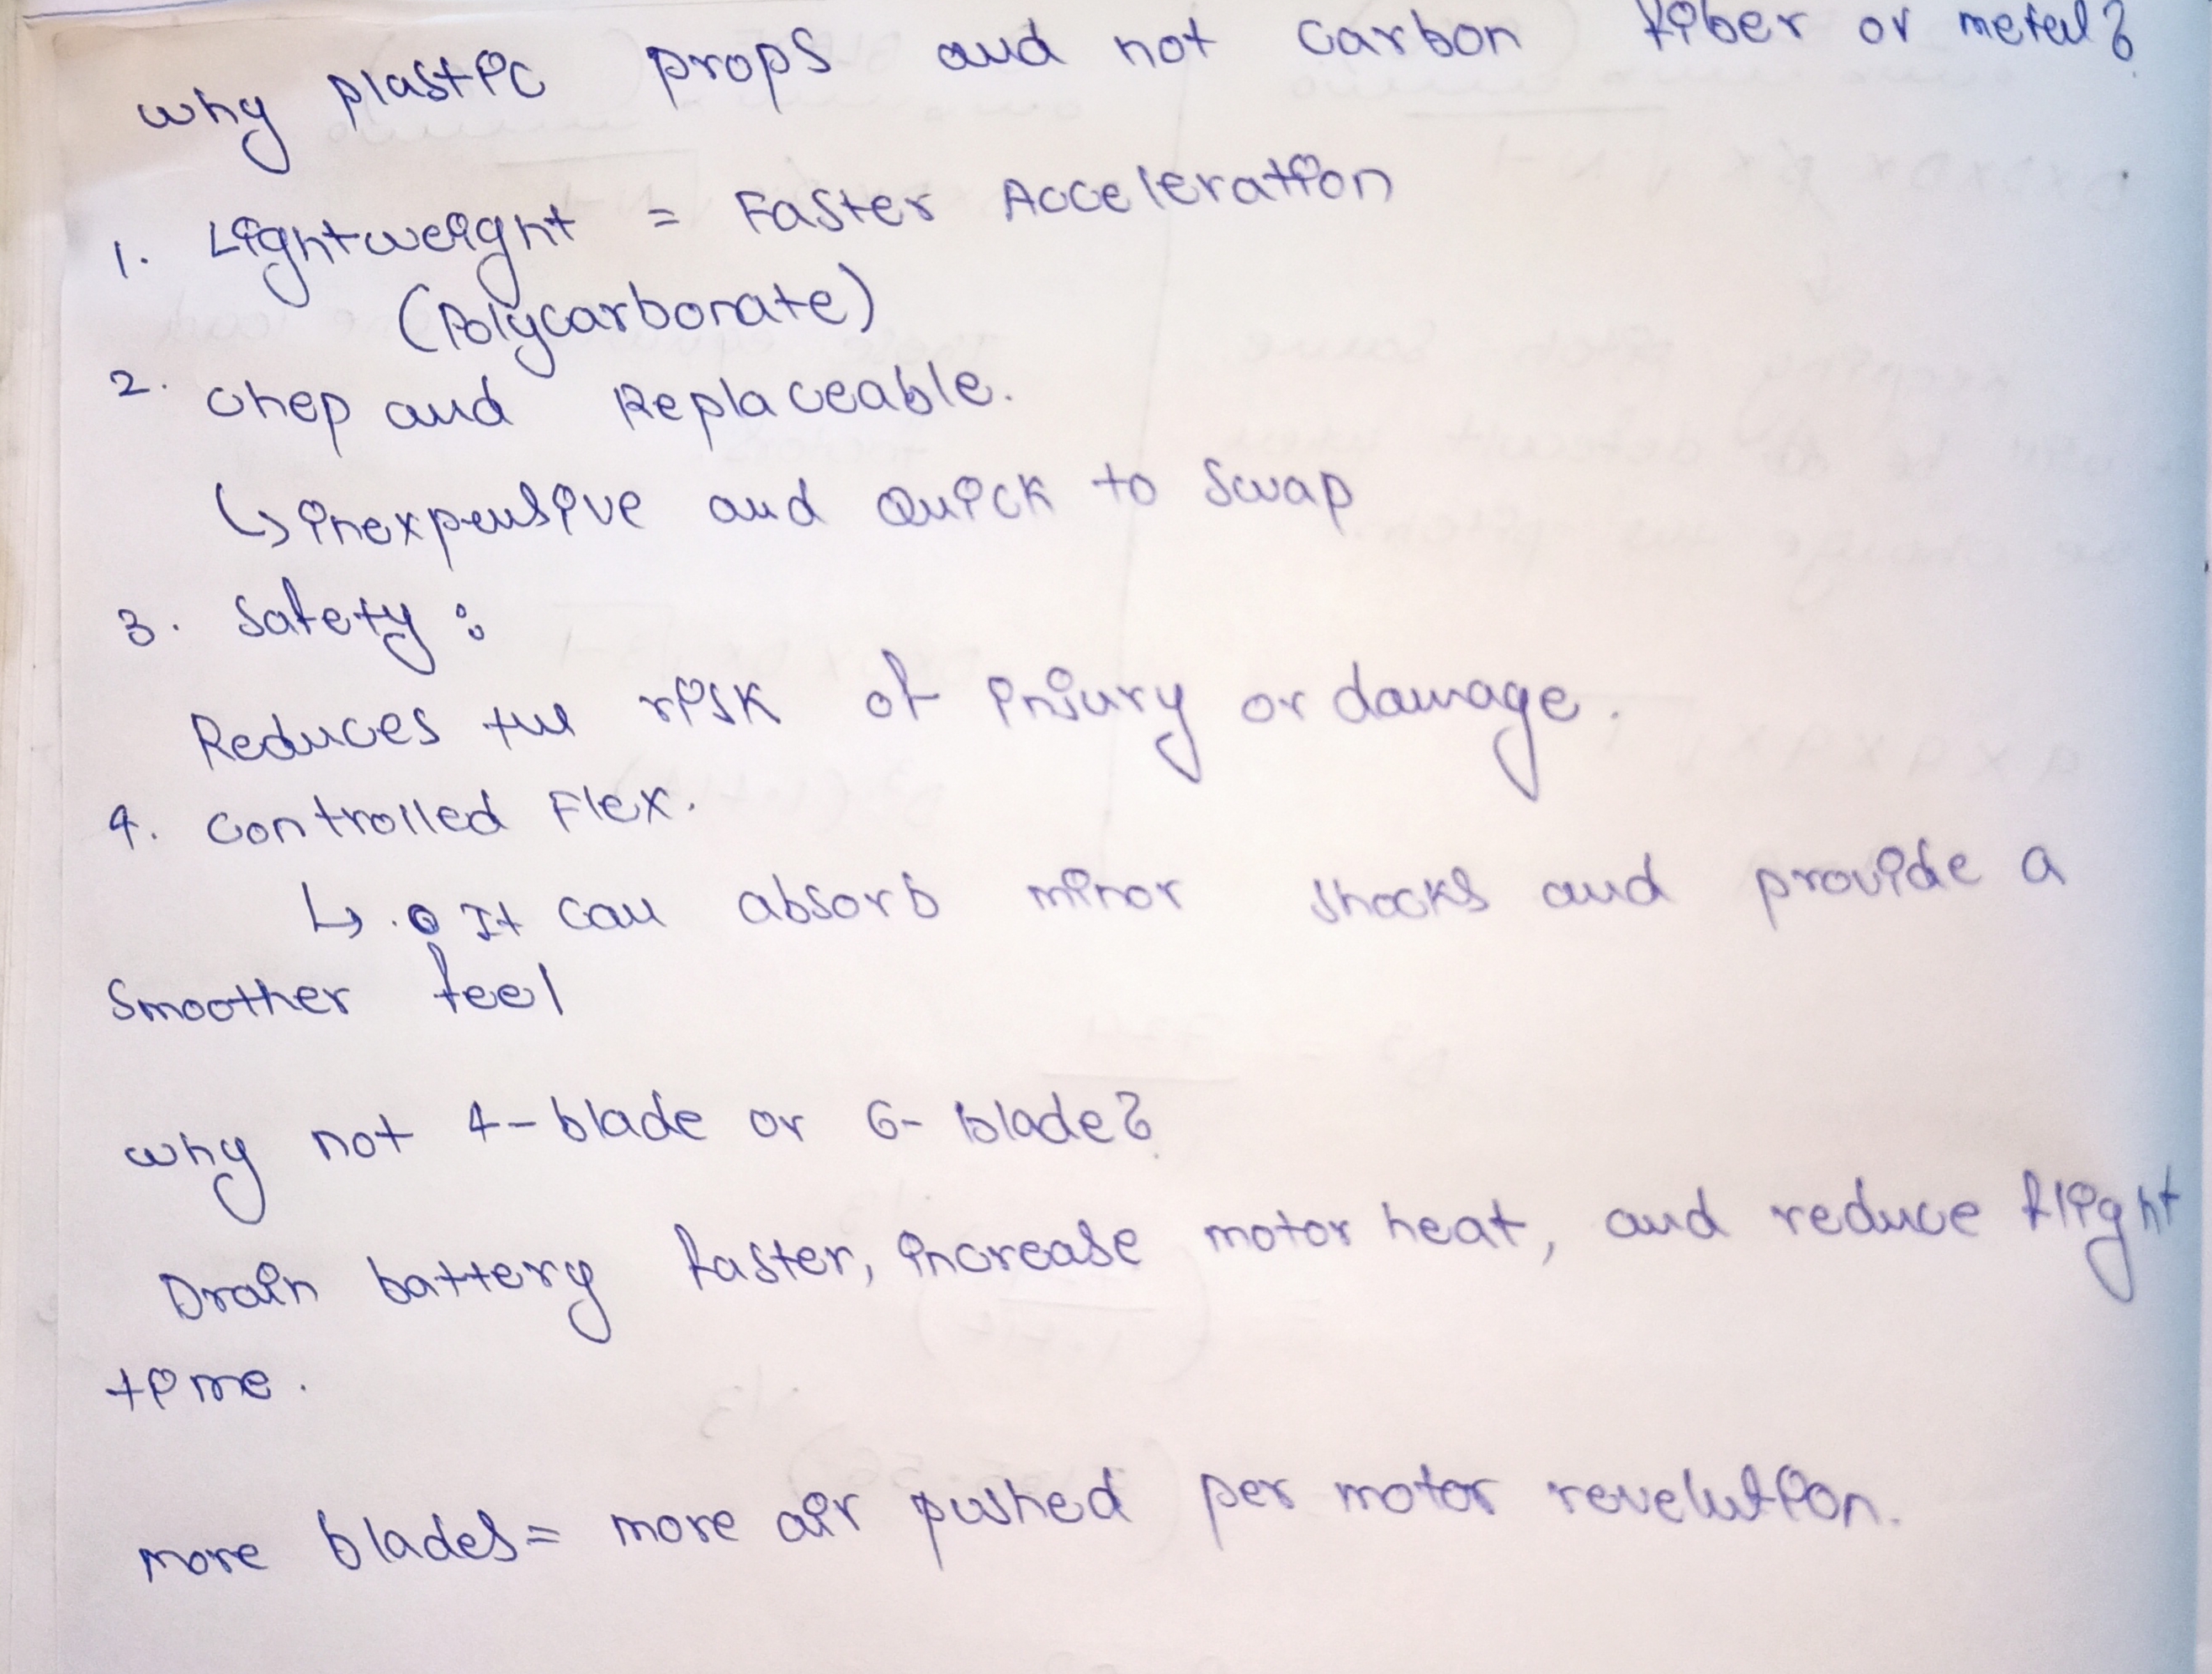 Why plastic props and not carbon fiber or metal?
1. Lightweight = Faster Acceleration
(Polycarbonate)
2. Chep and Replaceable.
↳ inexpensive and Quick to Swap
3. Safety :
Reduces the risk of injury or damage.
4. Controlled Flex.
↳ . It can absorb minor shocks and provide a
Smoother feel
why not 4-blade or 6-blade?
Drain battery faster, increase motor heat, and reduce flight
time.
more blades = more air pushed per motor revelution.